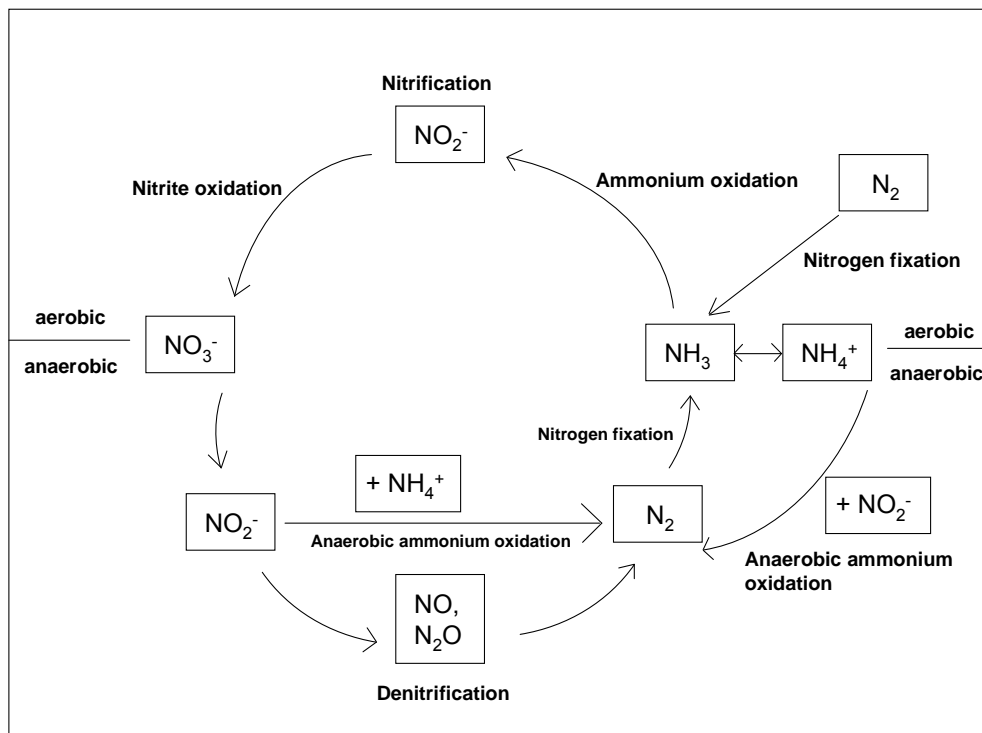 Nitrification
NO₂⁻
Nitrite oxidation
Ammonium oxidation
N₂
Nitrogen fixation
aerobic
anaerobic
NO₃⁻
NH₃
NH₄⁺
aerobic
anaerobic
Nitrogen fixation
+ NH₄⁺
NO₂⁻
Anaerobic ammonium oxidation
N₂
+ NO₂⁻
Anaerobic ammonium
oxidation
NO,
N₂O
Denitrification